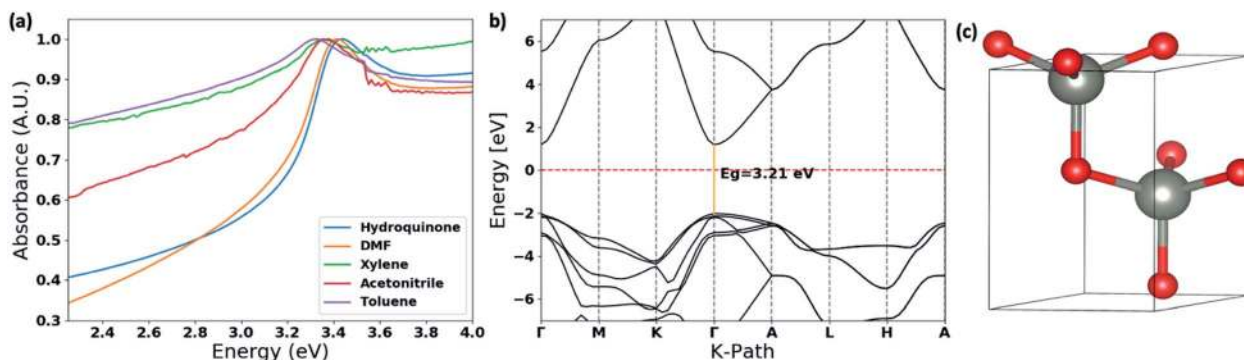 (a)
Absorbance (A.U.)
1.0
0.9
0.8
0.7
0.6
0.5
0.4
0.3
Hydroquinone
DMF
Xylene
Acetonitrile
Toluene
2.4 2.6 2.8 3.0 3.2 3.4 3.6 3.8 4.0
Energy (eV)
b)
Energy [eV]
6
4
2
0
−2
−4
−6
Eg=3.21 eV
Γ M K Γ A L H A
K-Path
(c)